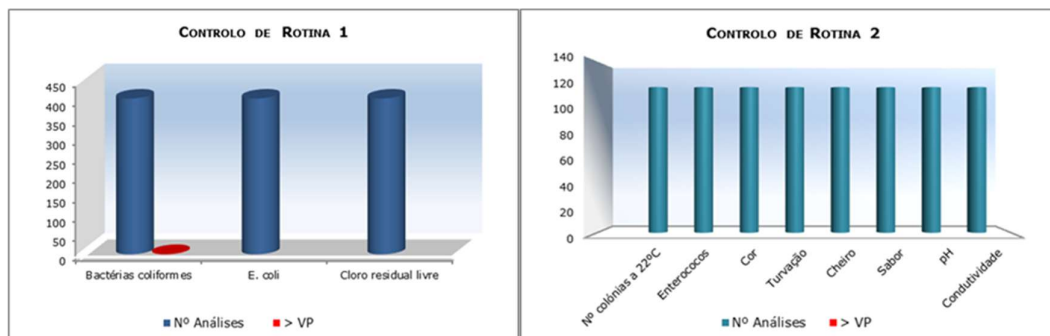 CONTROLO DE ROTINA 1
450
400
350
300
250
200
150
100
50
0
Bactérias coliformes
E. coli
Cloro residual livre
Nº Análises
> VP
CONTROLO DE ROTINA 2
140
120
100
80
60
40
20
0
Nº colónias a 22ºC
Enterococos
Cor
Turvação
Cheiro
Sabor
pH
Condutividade
Nº Análises
> VP